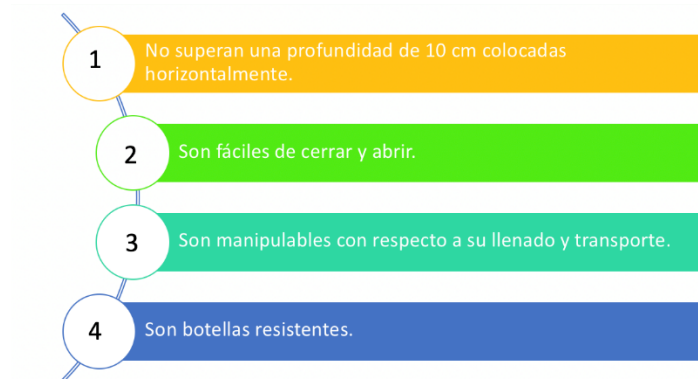 1
No superan una profundidad de 10 cm colocadas
horizontalmente.
2
Son fáciles de cerrar y abrir.
3
Son manipulables con respecto a su llenado y transporte.
4
Son botellas resistentes.